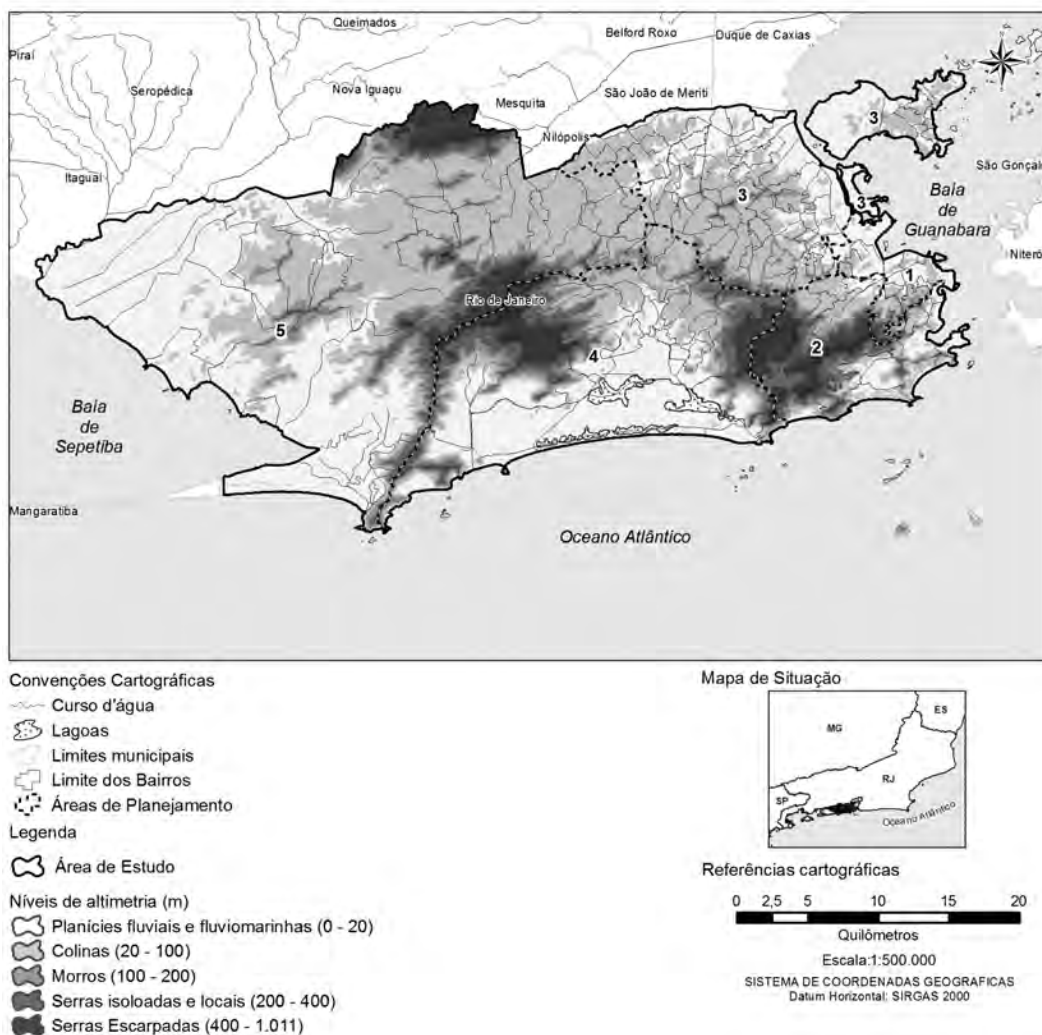 Queimados
Belford Roxo
Duque de Caxias
Piraí
Seropédica
Nova Iguaçu
Mesquita
São João de Meriti
Nilópolis
3
São Gonçalo
Itaguaí
3
3
Baia
de
Guanabara
Niteró
1
Rio de Janeiro
5
4
2
Baia
de
Sepetiba
Mangaratiba
Oceano Atlântico
Convenções Cartográficas
Curso d'água
Lagoas
Limites municipais
Limite dos Bairros
Áreas de Planejamento
Legenda
Área de Estudo
Níveis de altimetria (m)
Planícies fluviais e fluviomarinhas (0 - 20)
Colinas (20 - 100)
Morros (100 - 200)
Serras isoloadas e locais (200 - 400)
Serras Escarpadas (400 - 1.011)
Mapa de Situação
MG
ES
RJ
SP
Oceano Atlântico
Referências cartográficas
0 2,5 5 10 15 20
Quilômetros
Escala:1:500.000
SISTEMA DE COORDENADAS GEOGRAFICAS
Datum Horizontal: SIRGAS 2000